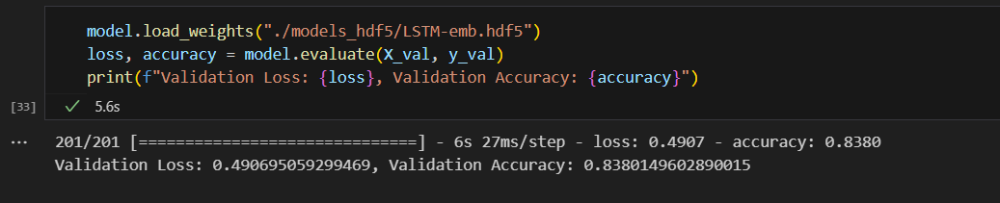 model.load_weights("./models_hdf5/LSTM-emb.hdf5")
loss, accuracy = model.evaluate(X_val, y_val)
print(f"Validation Loss: {loss}, Validation Accuracy: {accuracy}")
[33] ✓ 5.6s
... 201/201 [==============================] - 6s 27ms/step - loss: 0.4907 - accuracy: 0.8380
Validation Loss: 0.490695059299469, Validation Accuracy: 0.8380149602890015